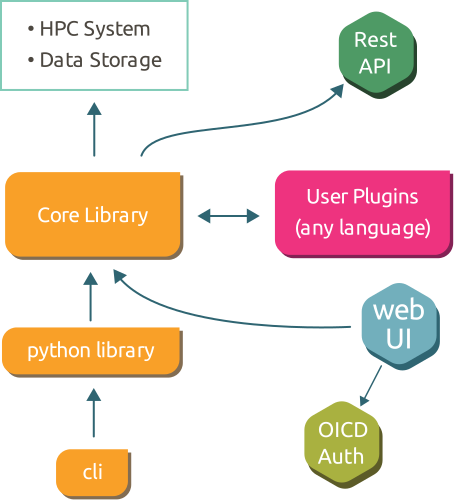 • HPC System
• Data Storage
Rest
API
Core Library
User Plugins
(any language)
web
UI
python library
OICD
Auth
cli